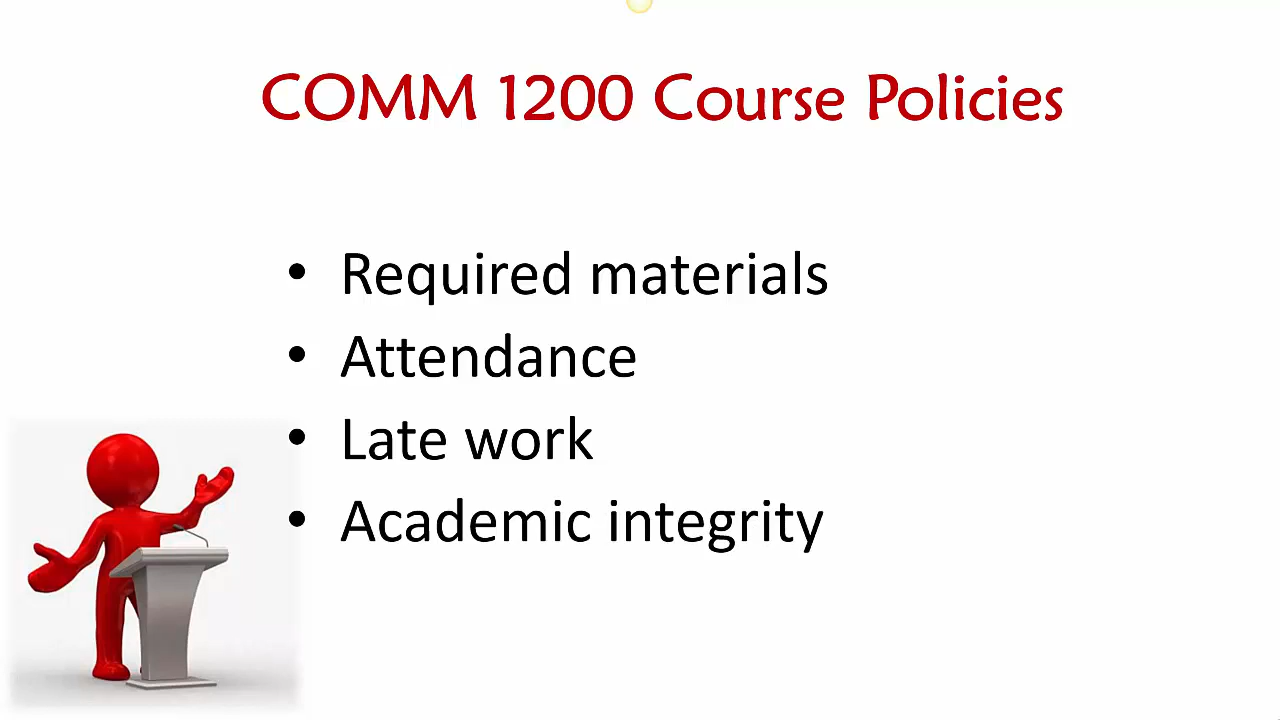 COMM 1200 Course Policies
• Required materials
• Attendance
• Late work
• Academic integrity